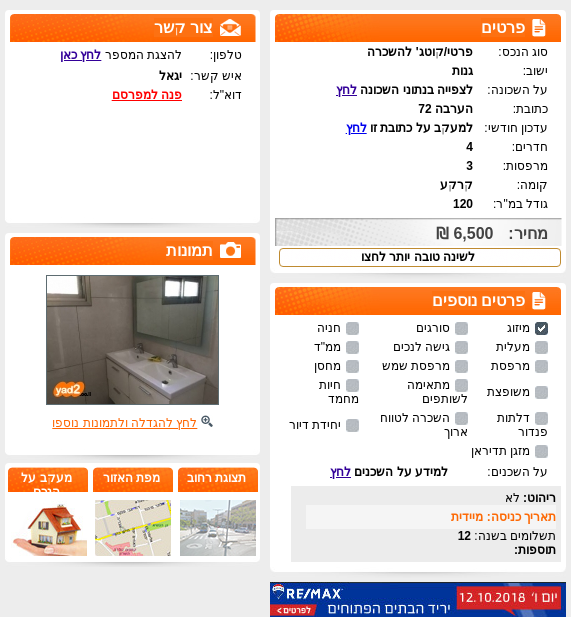 פרטים
סוג הנכס: פרטי/קוטג' להשכרה
ישוב: גנות
על השכונה: לצפייה בנתוני השכונה לחץ
כתובת: הערבה 72
עדכון חודשי: למעקב על כתובת זו לחץ
חדרים: 4
מרפסות: 3
קומה: קרקע
גודל במ"ר: 120
מחיר: 6,500 ₪
לשינה טובה יותר לחצו
פרטים נוספים
מיזוג סורגים חניה
מעלית גישה לנכים ממ"ד
מרפסת מרפסת שמש מחסן
משופצת מתאימה לשותפים חיות מחמד
דלתות פנדור השכרה לטווח ארוך יחידת דיור
מזגן תדיראן
על השכנים: למידע על השכנים לחץ
ריהוט: לא
תאריך כניסה: מיידית
תשלומים בשנה: 12
תוספות:
RE/MAX
יום ו' 12.10.2018
יריד הבתים הפתוחים
לפרטים >
צור קשר
טלפון: להצגת המספר לחץ כאן
איש קשר: יגאל
דוא"ל: פנה למפרסם
תמונות
yad2
לחץ להגדלה ולתמונות נוספו
תצוגת רחוב
מפת האזור
מעקב על
הנכס